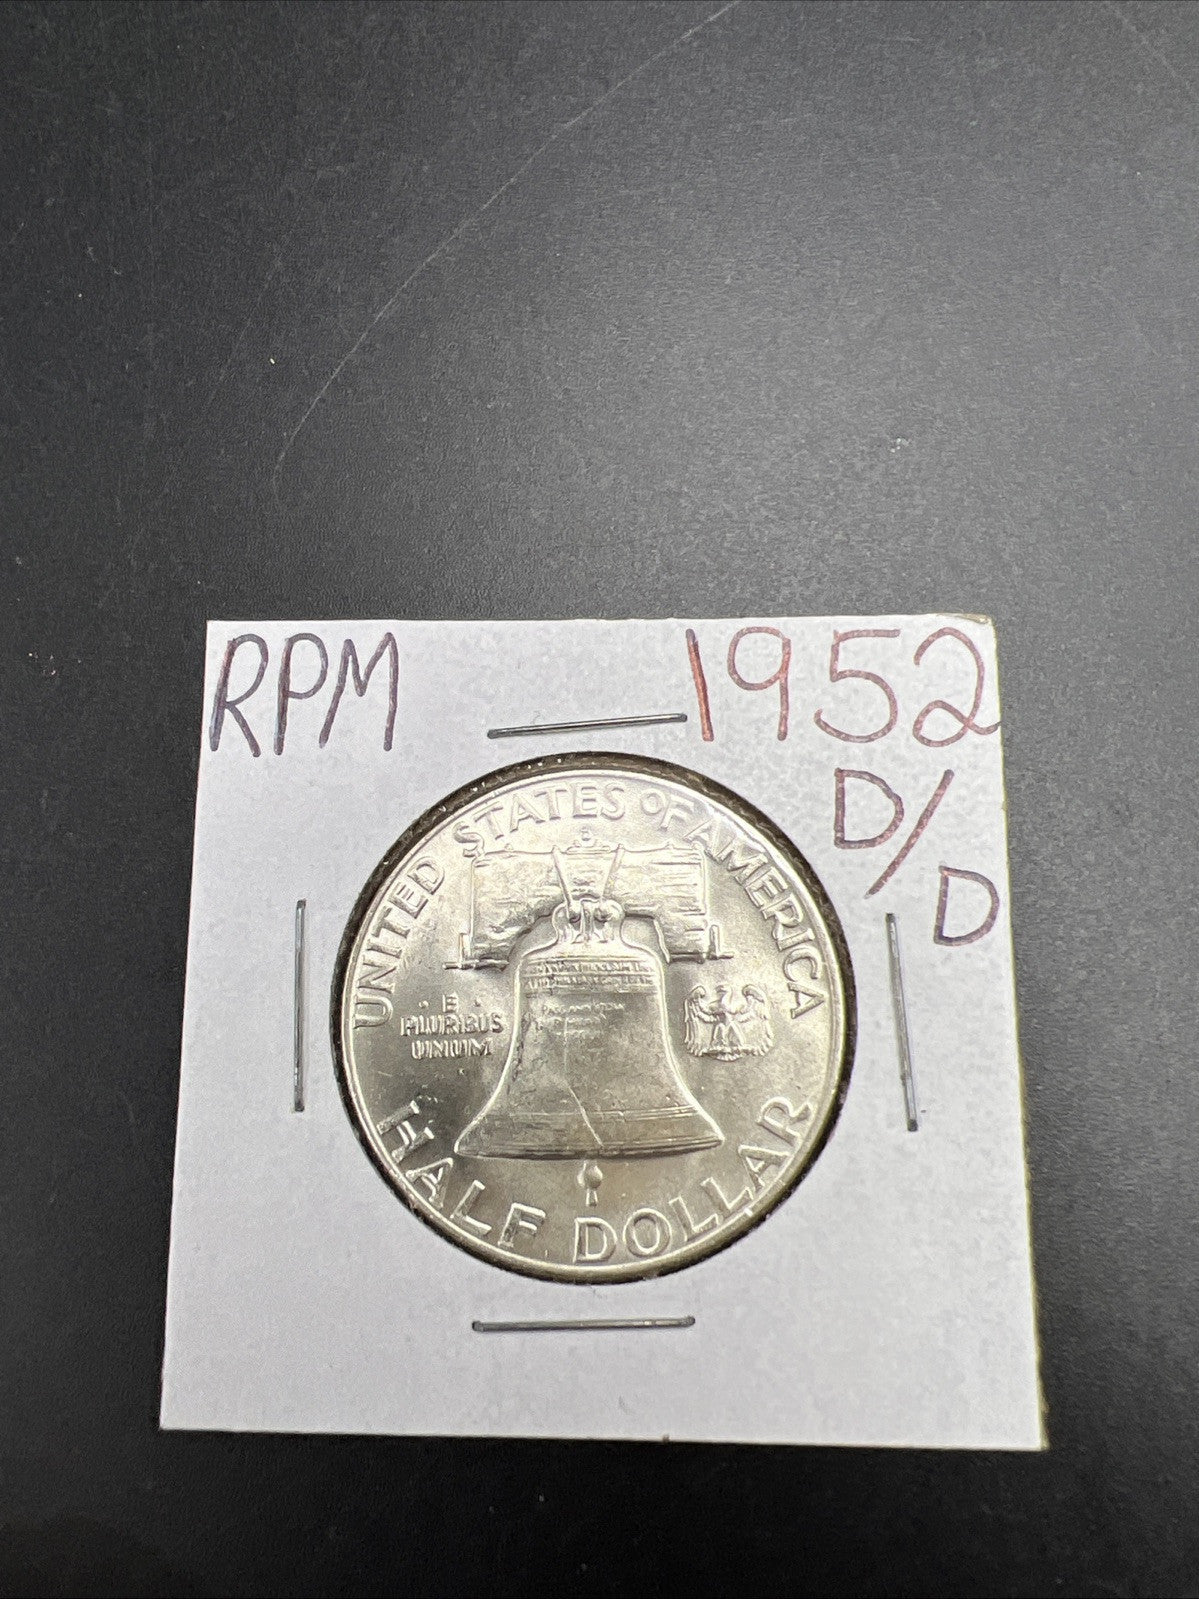 RPM 1952
D/D
UNITED STATES OF AMERICA
D
E
PLURIBUS
UNUM
HALF DOLLAR